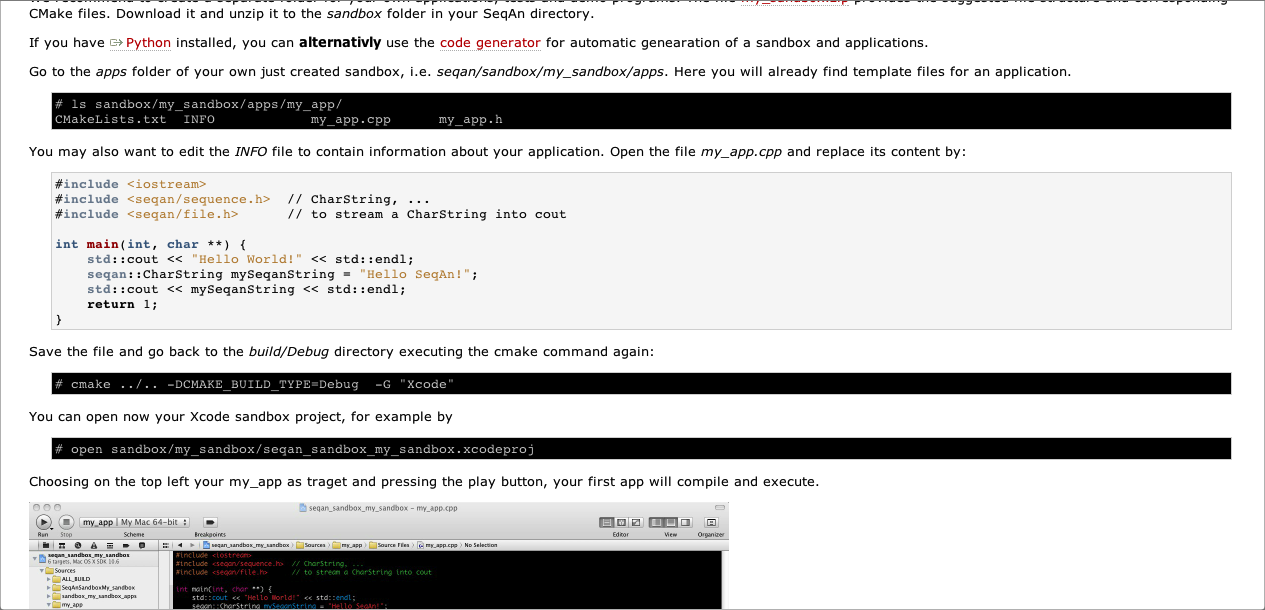 CMake files. Download it and unzip it to the sandbox folder in your SeqAn directory.
If you have Python installed, you can alternativly use the code generator for automatic genearation of a sandbox and applications.
Go to the apps folder of your own just created sandbox, i.e. seqan/sandbox/my_sandbox/apps. Here you will already find template files for an application.
# ls sandbox/my_sandbox/apps/my_app/
CMakeLists.txt  INFO            my_app.cpp      my_app.h
You may also want to edit the INFO file to contain information about your application. Open the file my_app.cpp and replace its content by:
#include <iostream>
#include <seqan/sequence.h>  // CharString, ...
#include <seqan/file.h>      // to stream a CharString into cout
int main(int, char **) {
    std::cout << "Hello World!" << std::endl;
    seqan::CharString mySeqanString = "Hello SeqAn!";
    std::cout << mySeqanString << std::endl;
    return 1;
}
Save the file and go back to the build/Debug directory executing the cmake command again:
# cmake ../.. -DCMAKE_BUILD_TYPE=Debug  -G "Xcode"
You can open now your Xcode sandbox project, for example by
# open sandbox/my_sandbox/seqan_sandbox_my_sandbox.xcodeproj
Choosing on the top left your my_app as traget and pressing the play button, your first app will compile and execute.
seqan_sandbox_my_sandbox – my_app.cpp
my_app | My Mac 64-bit
Run Stop Scheme Breakpoints Editor View Organizer
seqan_sandbox_my_sandbox Sources my_app Source Files my_app.cpp No Selection
seqan_sandbox_my_sandbox
6 targets, Mac OS X SDK 10.6
Sources
ALL_BUILD
SeqAnSandboxMy_sandbox
sandbox_my_sandbox_apps
my_app
#include <iostream>
#include <seqan/sequence.h>  // CharString, ...
#include <seqan/file.h>      // to stream a CharString into cout
int main(int, char **) {
    std::cout << "Hello World!" << std::endl;
    seqan::CharString mySeqanString = "Hello SeqAn!";